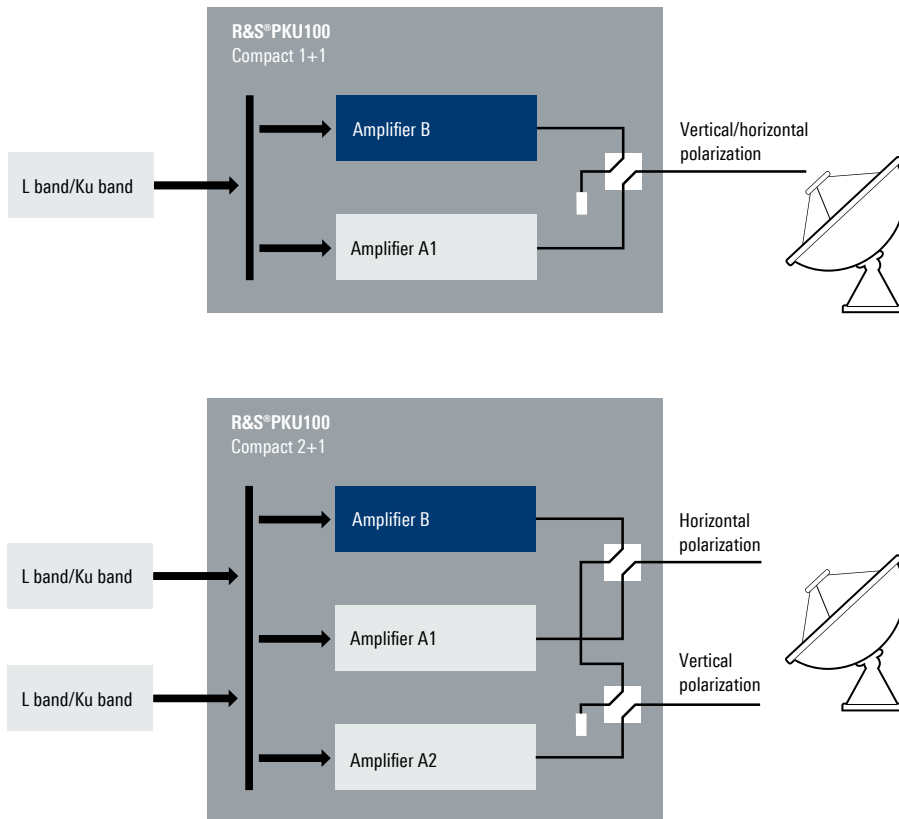 R&S®PKU100
Compact 1+1
Amplifier B
L band/Ku band
Amplifier A1
Vertical/horizontal
polarization
R&S®PKU100
Compact 2+1
Amplifier B
L band/Ku band
Amplifier A1
L band/Ku band
Amplifier A2
Horizontal
polarization
Vertical
polarization